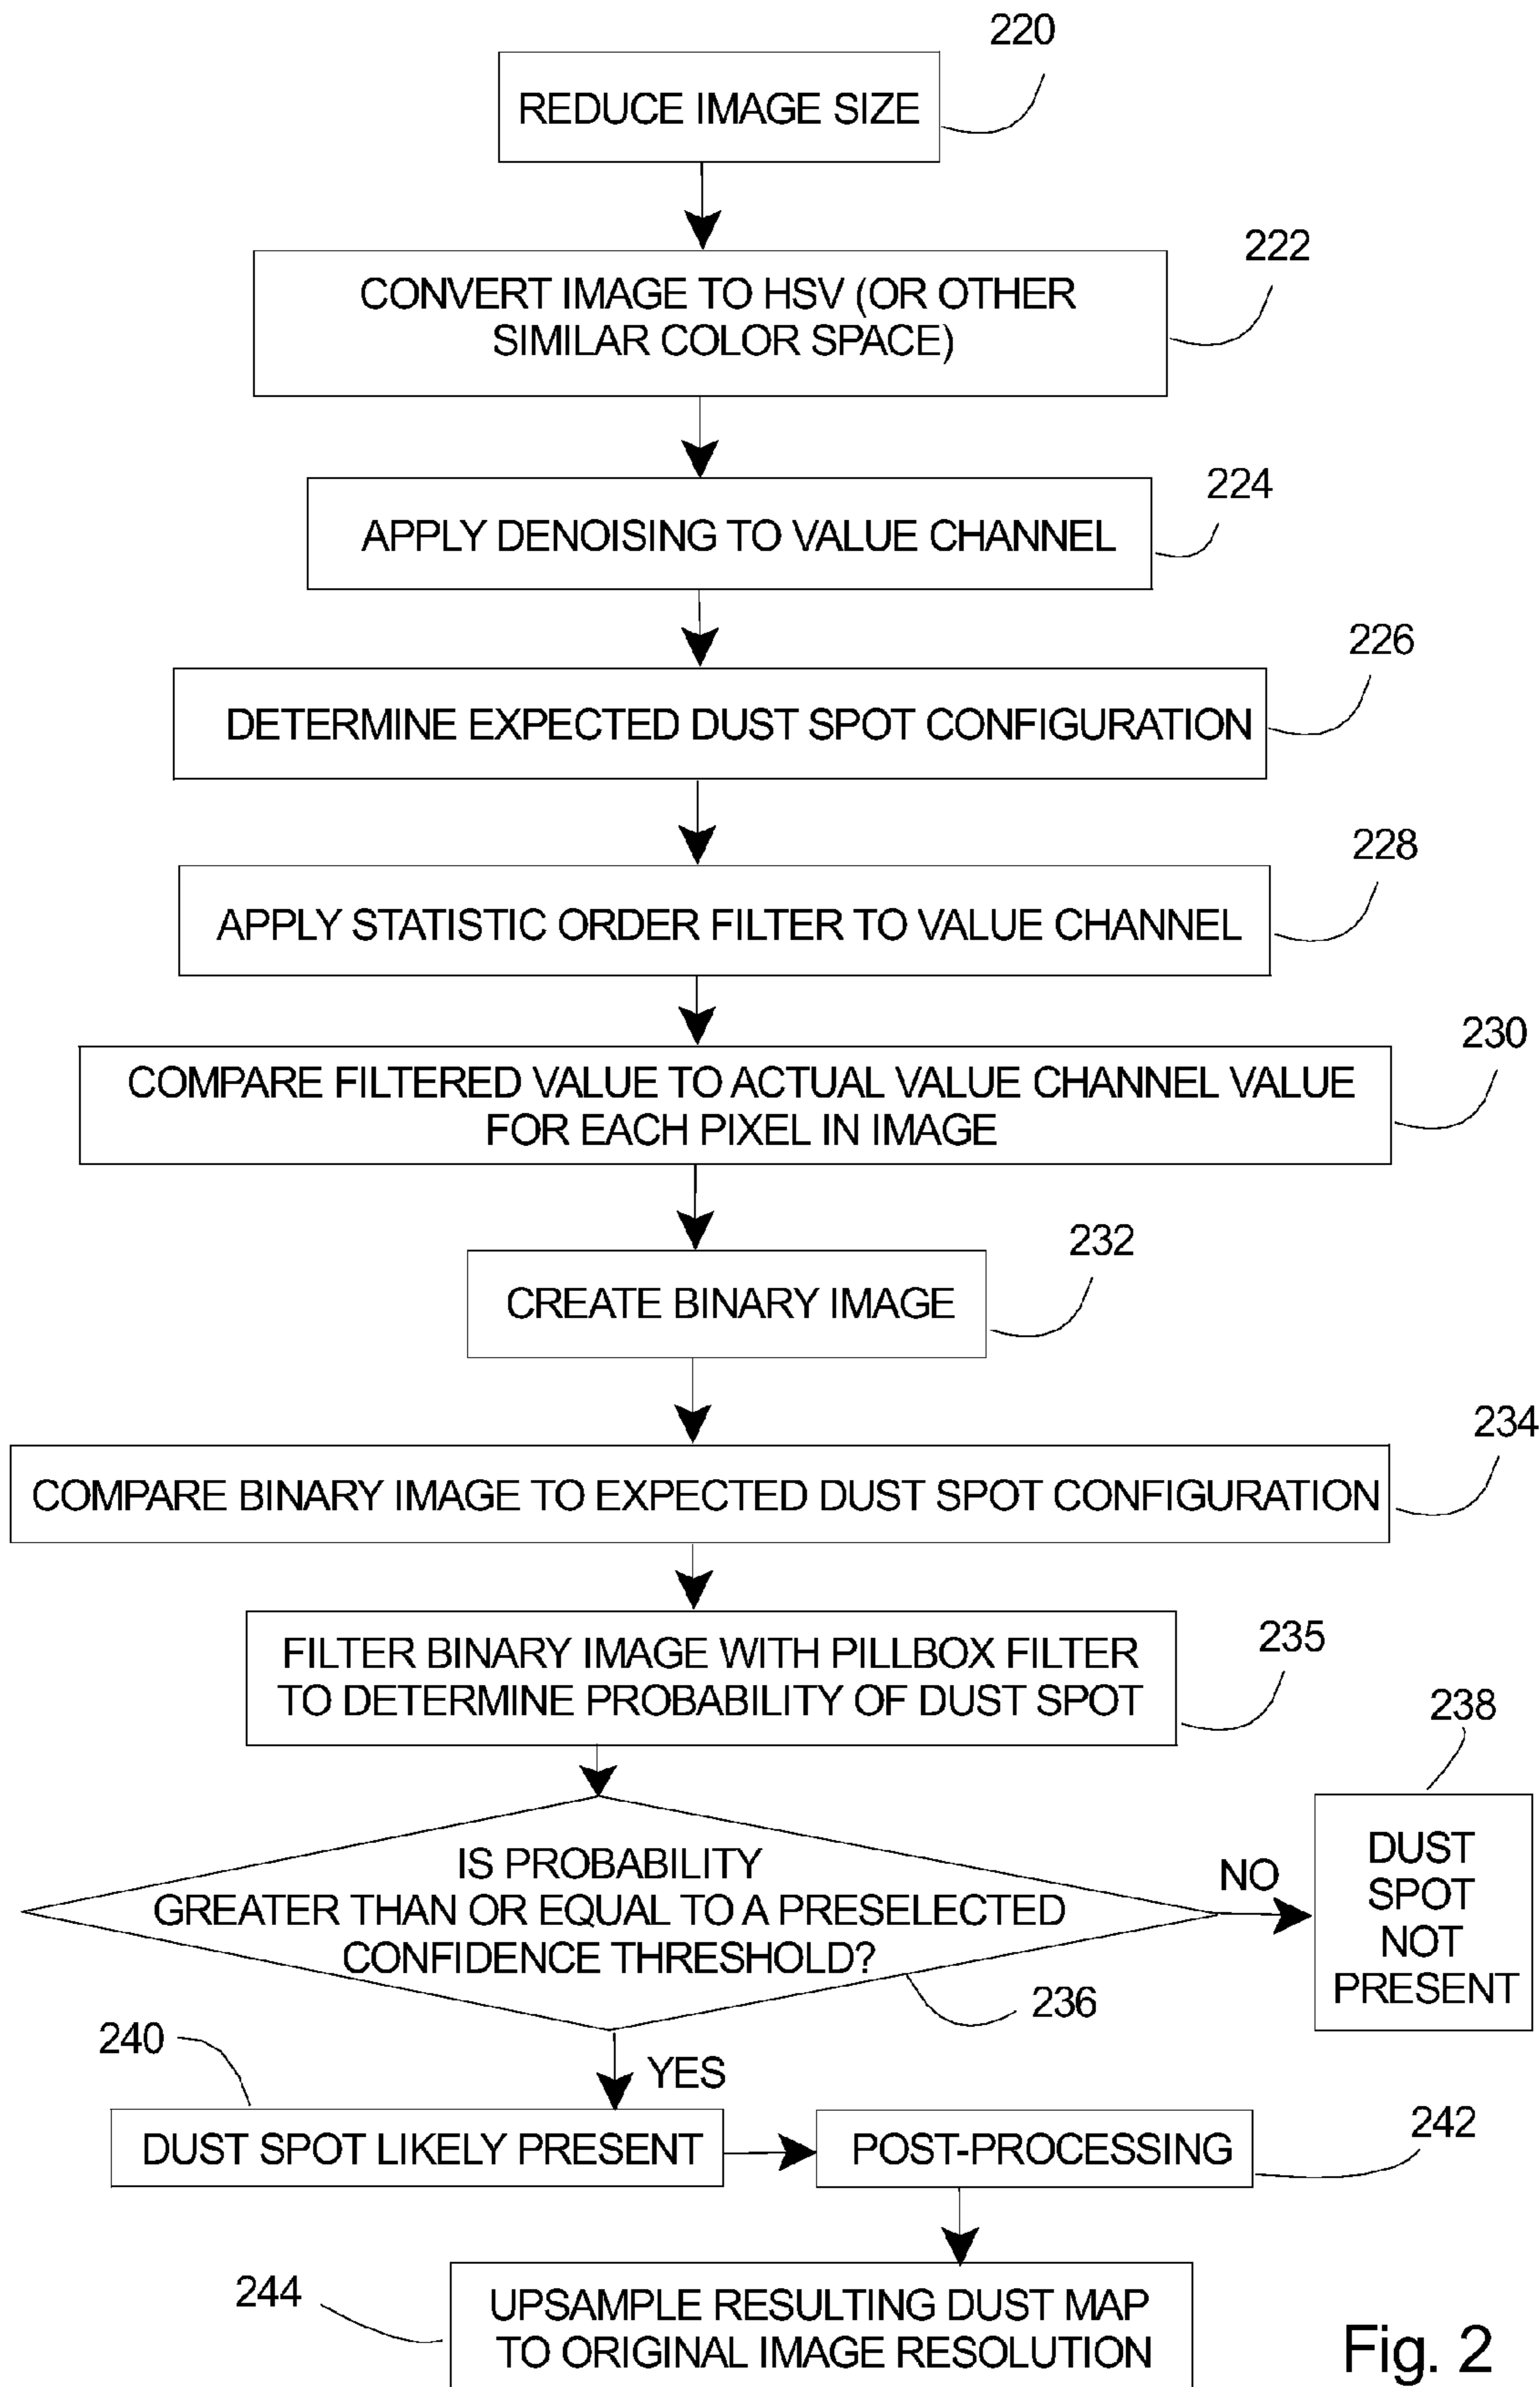 220
REDUCE IMAGE SIZE
222
CONVERT IMAGE TO HSV (OR OTHER
SIMILAR COLOR SPACE)
224
APPLY DENOISING TO VALUE CHANNEL
226
DETERMINE EXPECTED DUST SPOT CONFIGURATION
228
APPLY STATISTIC ORDER FILTER TO VALUE CHANNEL
230
COMPARE FILTERED VALUE TO ACTUAL VALUE CHANNEL VALUE
FOR EACH PIXEL IN IMAGE
232
CREATE BINARY IMAGE
234
COMPARE BINARY IMAGE TO EXPECTED DUST SPOT CONFIGURATION
235
FILTER BINARY IMAGE WITH PILLBOX FILTER
TO DETERMINE PROBABILITY OF DUST SPOT
238
IS PROBABILITY
GREATER THAN OR EQUAL TO A PRESELECTED
CONFIDENCE THRESHOLD?
NO
DUST
SPOT
NOT
PRESENT
236
240
YES
DUST SPOT LIKELY PRESENT
POST-PROCESSING
242
244
UPSAMPLE RESULTING DUST MAP
TO ORIGINAL IMAGE RESOLUTION
Fig. 2